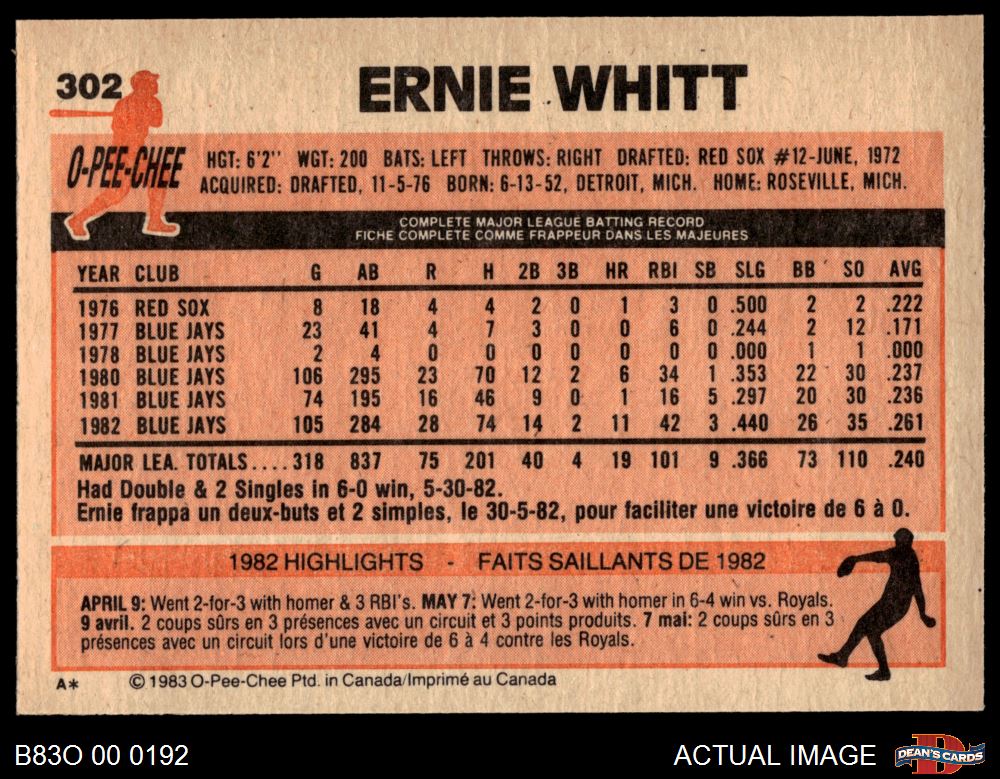 302
ERNIE WHITT
O-PEE-CHEE
HGT: 6'2" WGT: 200 BATS: LEFT THROWS: RIGHT DRAFTED: RED SOX #12-JUNE, 1972
ACQUIRED: DRAFTED, 11-5-76 BORN: 6-13-52, DETROIT, MICH. HOME: ROSEVILLE, MICH.
COMPLETE MAJOR LEAGUE BATTING RECORD
FICHE COMPLETE COMME FRAPPEUR DANS LES MAJEURES
YEAR CLUB G AB R H 2B 3B HR RBI SB SLG BB SO AVG
1976 RED SOX 8 18 4 4 2 0 1 3 0 .500 2 2 .222
1977 BLUE JAYS 23 41 4 7 3 0 0 6 0 .244 2 12 .171
1978 BLUE JAYS 2 4 0 0 0 0 0 0 0 .000 1 1 .000
1980 BLUE JAYS 106 295 23 70 12 2 6 34 1 .353 22 30 .237
1981 BLUE JAYS 74 195 16 46 9 0 1 16 5 .297 20 30 .236
1982 BLUE JAYS 105 284 28 74 14 2 11 42 3 .440 26 35 .261
MAJOR LEA. TOTALS....318 837 75 201 40 4 19 101 9 .366 73 110 .240
Had Double & 2 Singles in 6-0 win, 5-30-82.
Ernie frappa un deux-buts et 2 simples, le 30-5-82, pour faciliter une victoire de 6 à 0.
1982 HIGHLIGHTS - FAITS SAILLANTS DE 1982
APRIL 9: Went 2-for-3 with homer & 3 RBI's. MAY 7: Went 2-for-3 with homer in 6-4 win vs. Royals.
9 avril. 2 coups sûrs en 3 présences avec un circuit et 3 points produits. 7 mai: 2 coups sûrs en 3
présences avec un circuit lors d'une victoire de 6 à 4 contre les Royals.
A* © 1983 O-Pee-Chee Ptd. in Canada/Imprimé au Canada
B83O 00 0192
ACTUAL IMAGE
DEAN'S CARDS